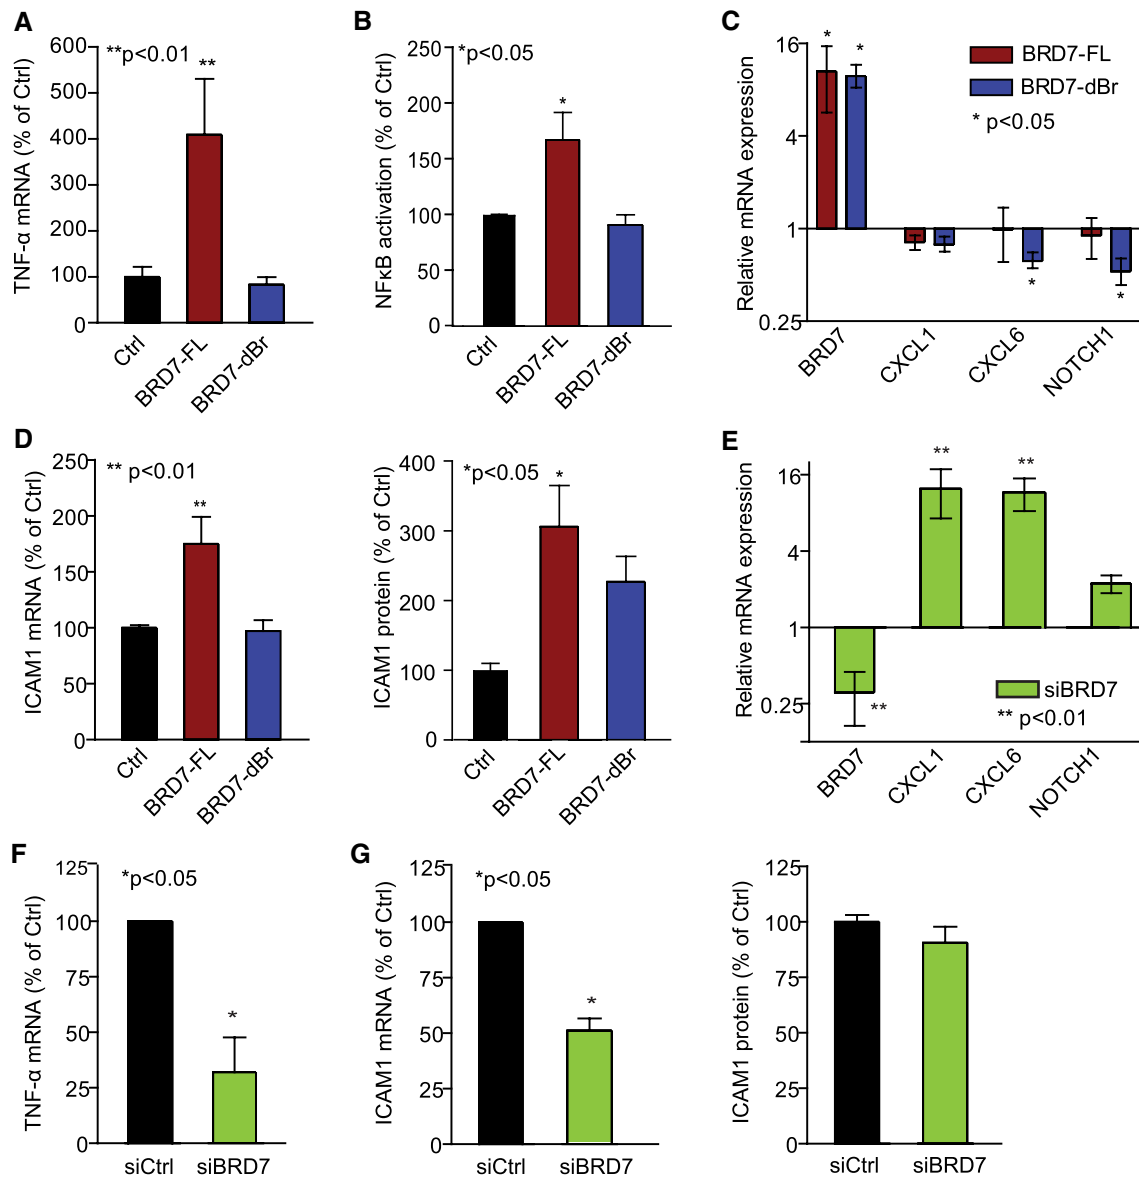 A
TNF-α mRNA (% of Ctrl)
600
500
400
300
200
100
0
**p<0.01
**
Ctrl
BRD7-FL
BRD7-dBr
B
NFκB activation (% of Ctrl)
250
200
150
100
50
0
*p<0.05
*
Ctrl
BRD7-FL
BRD7-dBr
C
Relative mRNA expression
16
4
1
0.25
* *
BRD7-FL
BRD7-dBr
* p<0.05
*
*
BRD7
CXCL1
CXCL6
NOTCH1
D
ICAM1 mRNA (% of Ctrl)
250
200
150
100
50
0
** p<0.01
**
Ctrl
BRD7-FL
BRD7-dBr
ICAM1 protein (% of Ctrl)
400
300
200
100
0
*p<0.05
*
Ctrl
BRD7-FL
BRD7-dBr
E
Relative mRNA expression
16
4
1
0.25
**
**
**
siBRD7
** p<0.01
BRD7
CXCL1
CXCL6
NOTCH1
F
TNF-α mRNA (% of Ctrl)
125
100
75
50
25
0
*p<0.05
*
siCtrl
siBRD7
G
ICAM1 mRNA (% of Ctrl)
125
100
75
50
25
0
*p<0.05
*
siCtrl
siBRD7
ICAM1 protein (% of Ctrl)
125
100
75
50
25
0
siCtrl
siBRD7